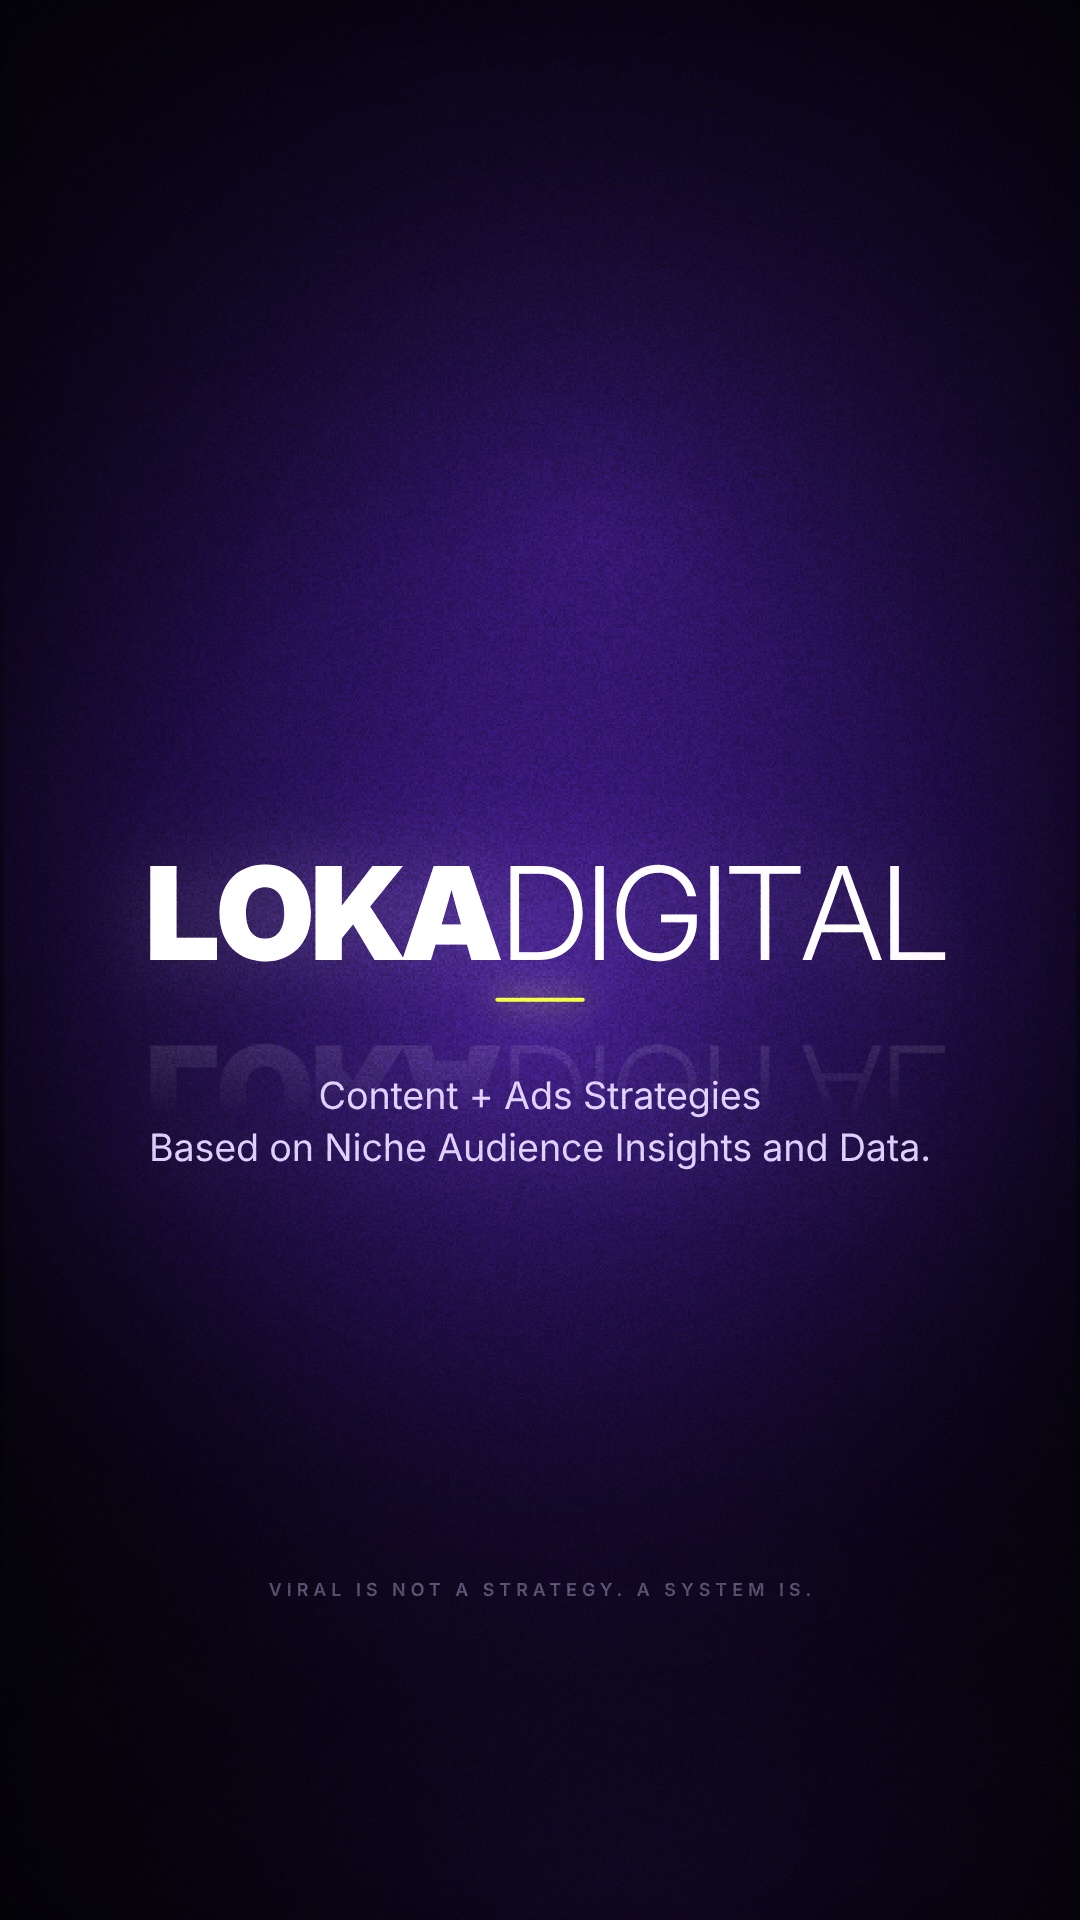 LOKADIGITAL
Content + Ads Strategies
Based on Niche Audience Insights and Data.
VIRAL IS NOT A STRATEGY. A SYSTEM IS.